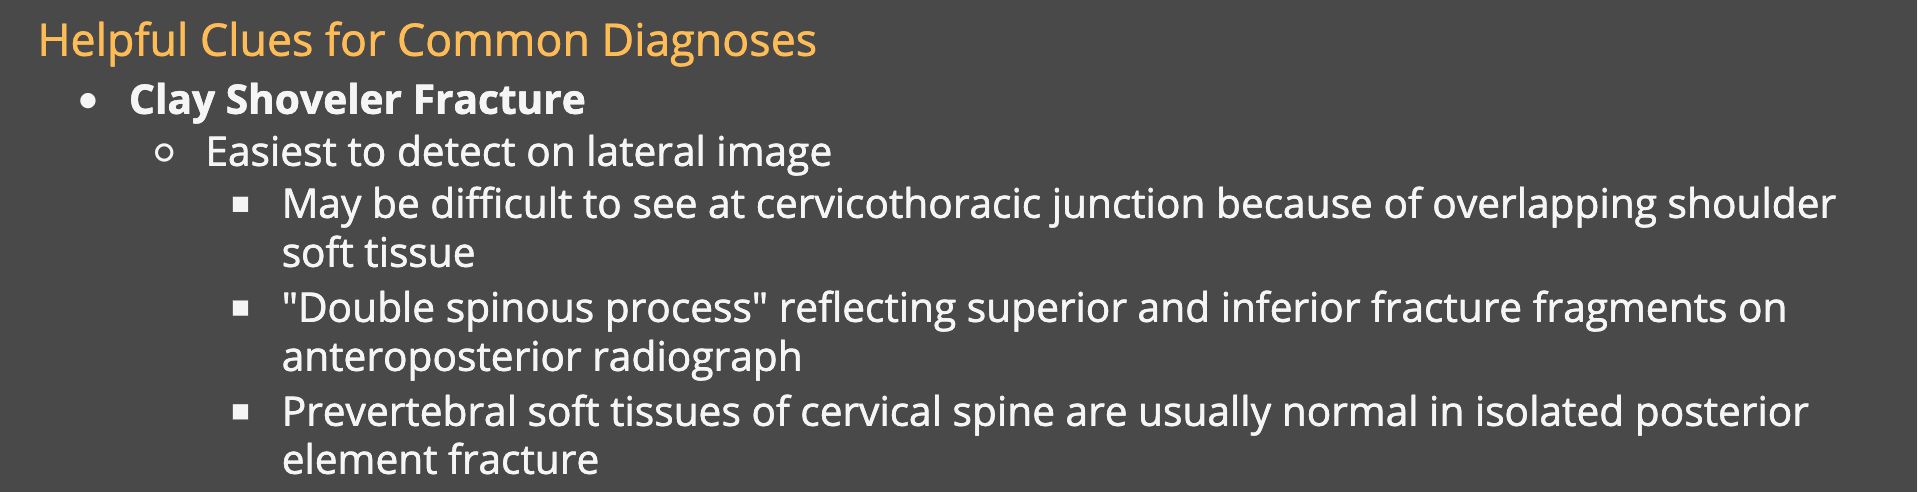 Helpful Clues for Common Diagnoses
• Clay Shoveler Fracture
○ Easiest to detect on lateral image
▪ May be difficult to see at cervicothoracic junction because of overlapping shoulder
soft tissue
▪ "Double spinous process" reflecting superior and inferior fracture fragments on
anteroposterior radiograph
▪ Prevertebral soft tissues of cervical spine are usually normal in isolated posterior
element fracture